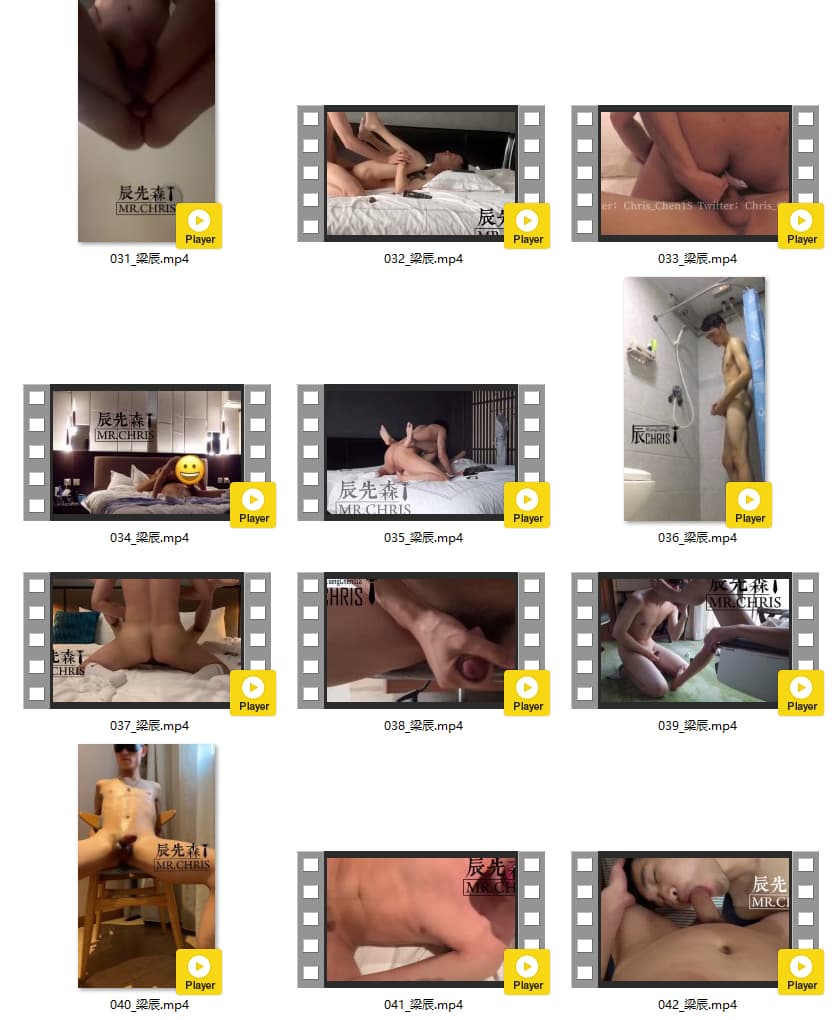 辰先森
MR.CHRIS
Player
031_梁辰.mp4
辰
Player
032_梁辰.mp4
er: Chris_Chen1S Twitter: Chris_
Player
033_梁辰.mp4
辰先森
MR.CHRIS
Player
034_梁辰.mp4
辰先森
MR.CHRIS
Player
035_梁辰.mp4
辰CHRIS
Player
036_梁辰.mp4
辰森
CHRIS
Player
037_梁辰.mp4
HRIS
Player
038_梁辰.mp4
辰先森
MR.CHRIS
Player
039_梁辰.mp4
辰先森
MR.CHRIS
Player
040_梁辰.mp4
辰先森
MR.CH
Player
041_梁辰.mp4
辰先
MR.C
Player
042_梁辰.mp4